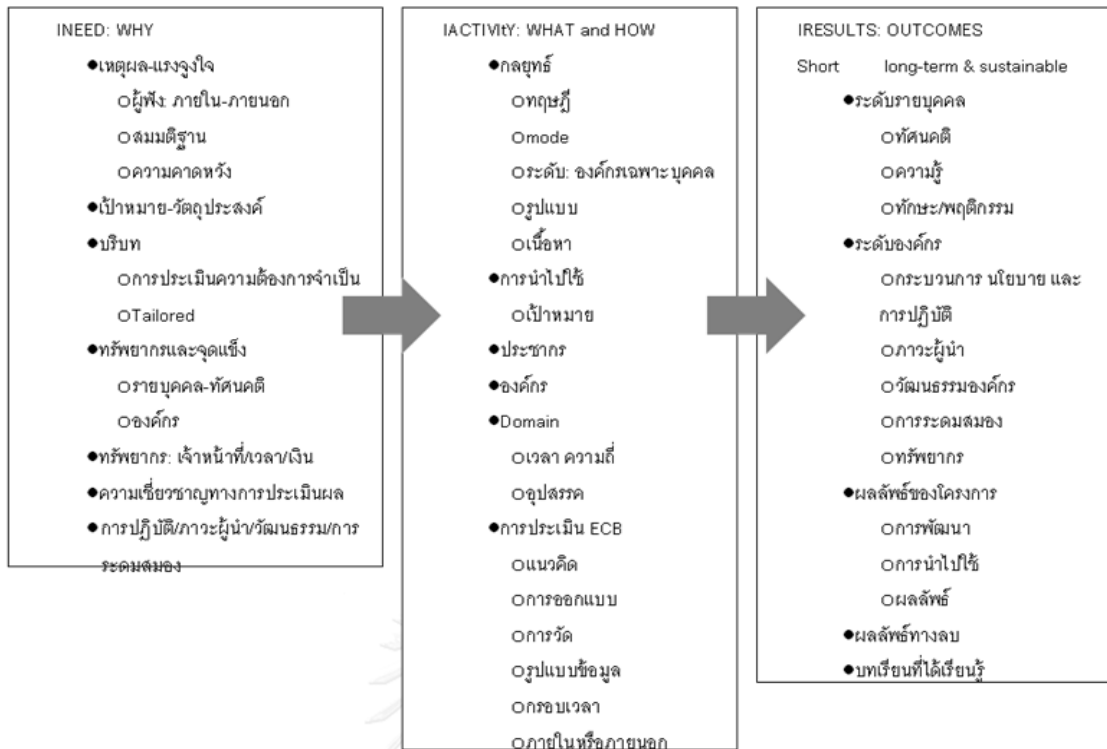 INEED: WHY
●เหตุผล-แรงจูงใจ
○ผู้ฟัง: ภายใน-ภายนอก
○สมมติฐาน
○ความคาดหวัง
●เป้าหมาย-วัตถุประสงค์
●บริบท
○การประเมินความต้องการจำเป็น
○Tailored
●ทรัพยากรและจุดแข็ง
○รายบุคคล-ทัศนคติ
○องค์กร
●ทรัพยากร: เจ้าหน้าที่/เวลา/เงิน
●ความเชี่ยวชาญทางการประเมินผล
●การปฏิบัติ/ภาวะผู้นำ/วัฒนธรรม/การ
ระดมสมอง
IACTIVItY: WHAT and HOW
●กลยุทธ์
○ทฤษฎี
○mode
○ระดับ: องค์กรเฉพาะบุคคล
○รูปแบบ
○เนื้อหา
●การนำไปใช้
○เป้าหมาย
●ประชากร
●องค์กร
●Domain
○เวลา ความถี่
○อุปสรรค
●การประเมิน ECB
○แนวคิด
○การออกแบบ
○การวัด
○รูปแบบข้อมูล
○กรอบเวลา
○ภายในหรือภายนอก
IRESULTS: OUTCOMES
Short long-term & sustainable
●ระดับรายบุคคล
○ทัศนคติ
○ความรู้
○ทักษะ/พฤติกรรม
●ระดับองค์กร
○กระบวนการ นโยบาย และ
การปฏิบัติ
○ภาวะผู้นำ
○วัฒนธรรมองค์กร
○การระดมสมอง
○ทรัพยากร
●ผลลัพธ์ของโครงการ
○การพัฒนา
○การนำไปใช้
○ผลลัพธ์
●ผลลัพธ์ทางลบ
●บทเรียนที่ได้เรียนรู้